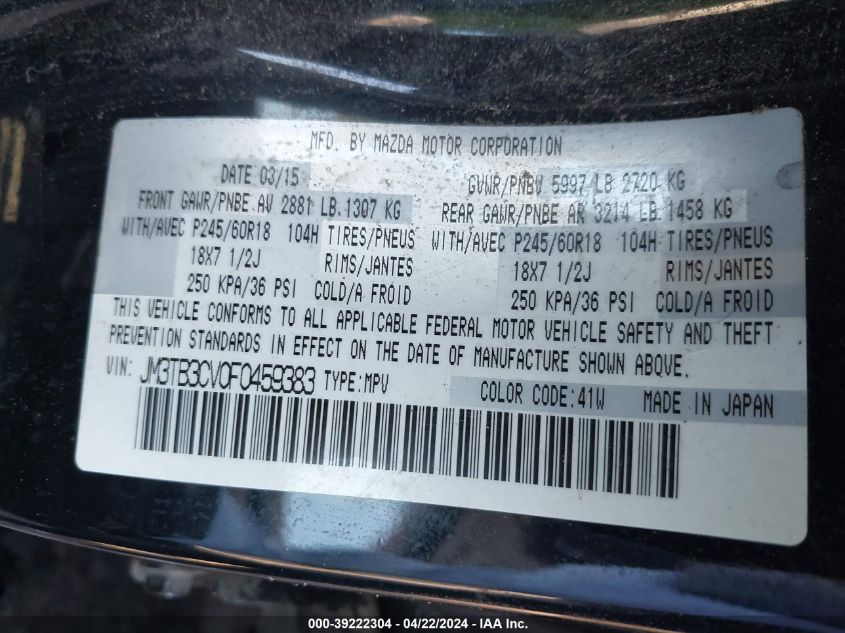 MFD. BY MAZDA MOTOR CORPORATION
DATE 03/15 GVWR/PNBV 5997 LB 2720 KG
FRONT GAWR/PNBE AV 2881 LB.1307 KG REAR GAWR/PNBE AR 3214 LB.1458 KG
WITH/AVEC P245/60R18 104H TIRES/PNEUS WITH/AVEC P245/60R18 104H TIRES/PNEUS
18X7 1/2J RIMS/JANTES 18X7 1/2J RIMS/JANTES
250 KPA/36 PSI COLD/A FROID 250 KPA/36 PSI COLD/A FROID
THIS VEHICLE CONFORMS TO ALL APPLICABLE FEDERAL MOTOR VEHICLE SAFETY AND THEFT
PREVENTION STANDARDS IN EFFECT ON THE DATE OF MANUFACTURE SHOWN ABOVE.
VIN: JM3TB3CV0F0459383 TYPE:MPV COLOR CODE:41W MADE IN JAPAN
000-39222304 - 04/22/2024 - IAA, Inc.